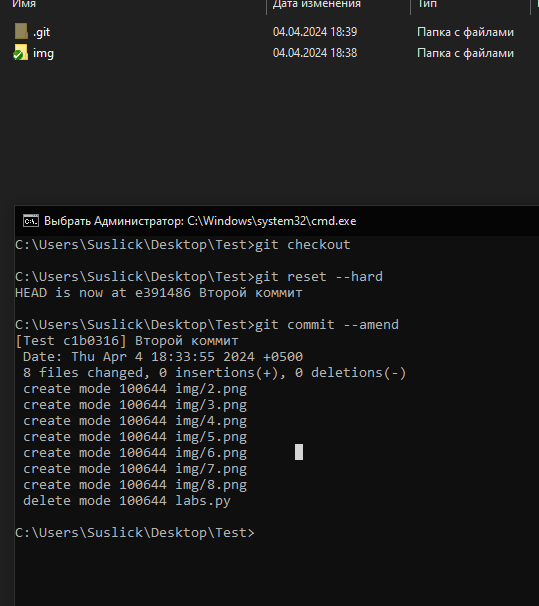 Имя Дата изменения Тип
.git 04.04.2024 18:39 Папка с файлами
img 04.04.2024 18:38 Папка с файлами
Выбрать Администратор: C:\Windows\system32\cmd.exe
C:\Users\Suslick\Desktop\Test>git checkout
C:\Users\Suslick\Desktop\Test>git reset --hard
HEAD is now at e391486 Второй коммит
C:\Users\Suslick\Desktop\Test>git commit --amend
[Test c1b0316] Второй коммит
Date: Thu Apr 4 18:33:55 2024 +0500
8 files changed, 0 insertions(+), 0 deletions(-)
create mode 100644 img/2.png
create mode 100644 img/3.png
create mode 100644 img/4.png
create mode 100644 img/5.png
create mode 100644 img/6.png
create mode 100644 img/7.png
create mode 100644 img/8.png
delete mode 100644 labs.py
C:\Users\Suslick\Desktop\Test>